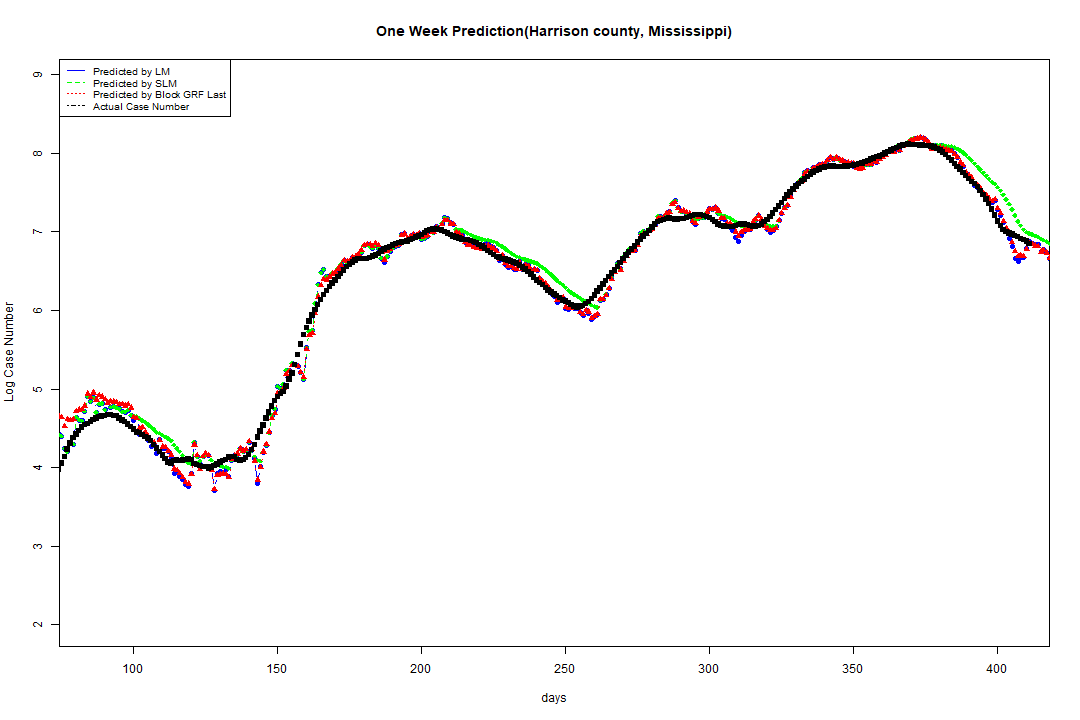 One Week Prediction(Harrison county, Mississippi)
Predicted by LM
Predicted by SLM
Predicted by Block GRF Last
Actual Case Number
9
8
7
6
5
4
3
2
Log Case Number
100 150 200 250 300 350 400
days